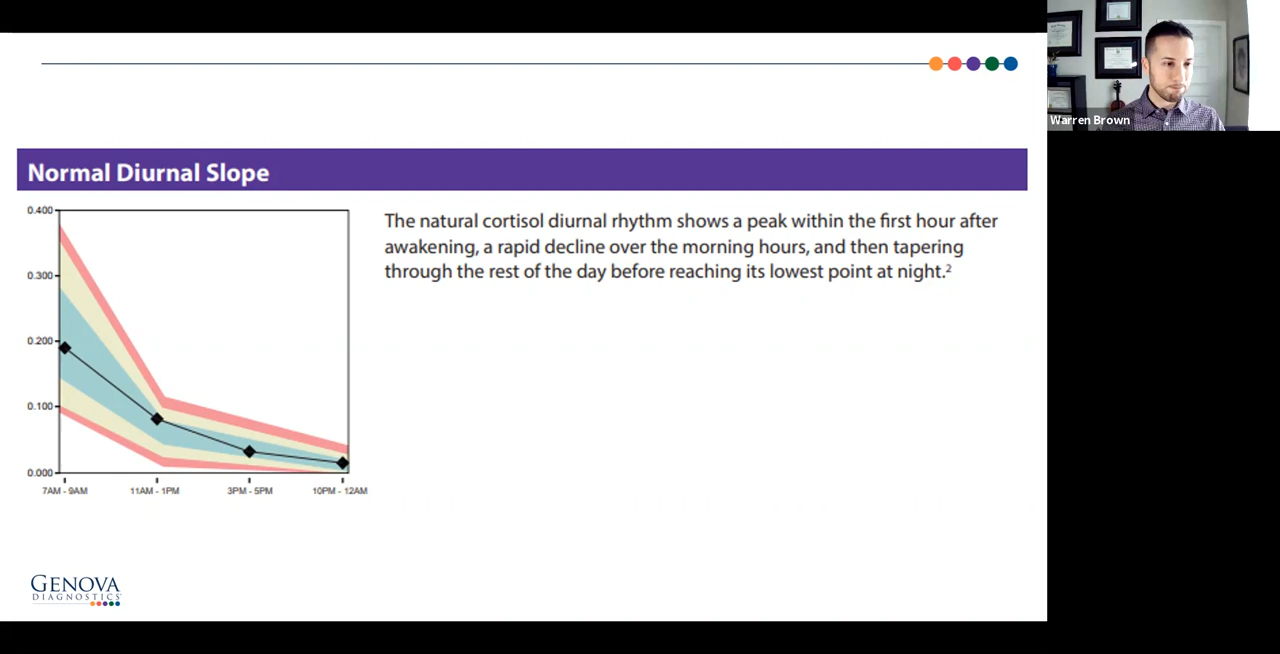 Warren Brown
Normal Diurnal Slope
0.400
0.300
0.200
0.100
0.000
7AM - 9AM
11AM - 1PM
3PM - 5PM
10PM - 12AM
The natural cortisol diurnal rhythm shows a peak within the first hour after
awakening, a rapid decline over the morning hours, and then tapering
through the rest of the day before reaching its lowest point at night.²
GENOVA
DIAGNOSTICS